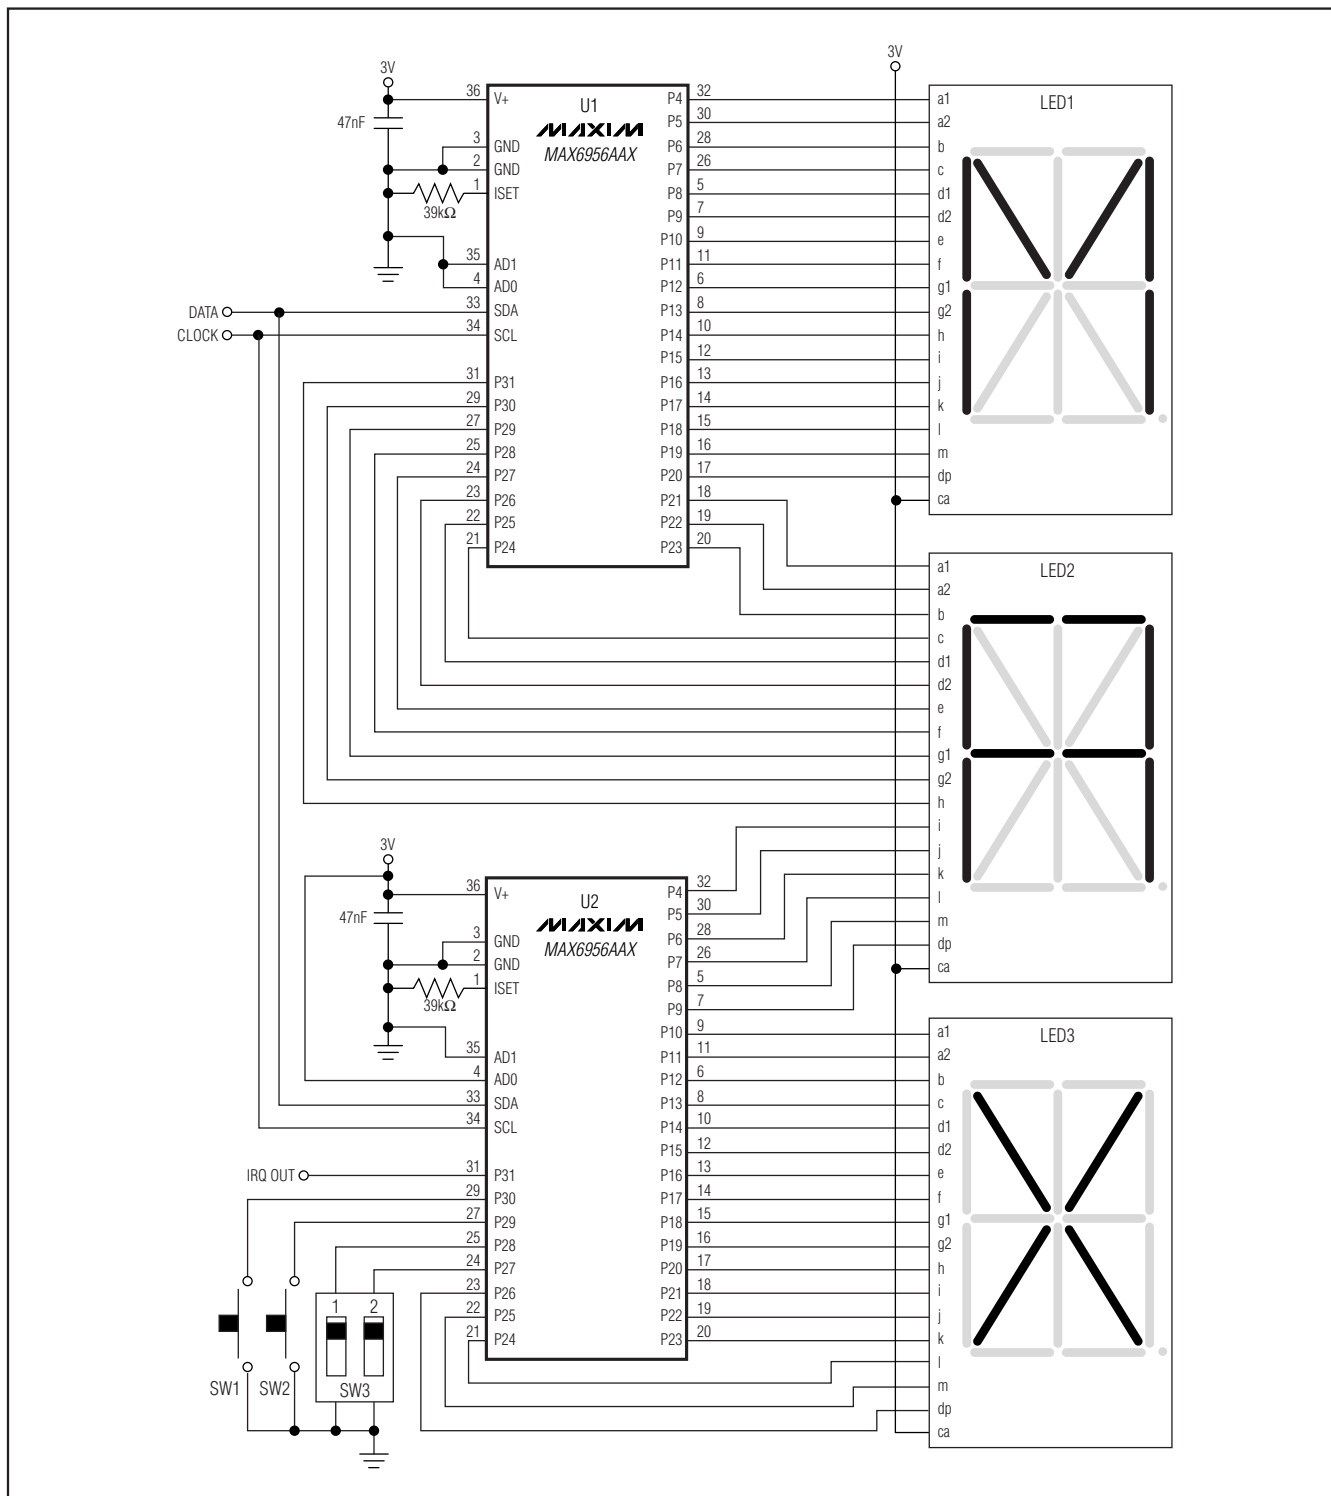 3V
47nF
39kΩ
U1
MAXIM
MAX6956AAX
36 V+
3 GND
2 GND
1 ISET
35 AD1
4 AD0
33 SDA
34 SCL
31 P31
29 P30
27 P29
25 P28
24 P27
23 P26
22 P25
21 P24
P4 32
P5 30
P6 28
P7 26
P8 5
P9 7
P10 9
P11 11
P12 6
P13 8
P14 10
P15 12
P16 13
P17 14
P18 15
P19 16
P20 17
P21 18
P22 19
P23 20
DATA
CLOCK
3V
LED1
a1
a2
b
c
d1
d2
e
f
g1
g2
h
i
j
k
l
m
dp
ca
LED2
a1
a2
b
c
d1
d2
e
f
g1
g2
h
i
j
k
l
m
dp
ca
3V
47nF
39kΩ
U2
MAXIM
MAX6956AAX
36 V+
3 GND
2 GND
1 ISET
35 AD1
4 AD0
33 SDA
34 SCL
31 P31
29 P30
27 P29
25 P28
24 P27
23 P26
22 P25
21 P24
P4 32
P5 30
P6 28
P7 26
P8 5
P9 7
P10 9
P11 11
P12 6
P13 8
P14 10
P15 12
P16 13
P17 14
P18 15
P19 16
P20 17
P21 18
P22 19
P23 20
LED3
a1
a2
b
c
d1
d2
e
f
g1
g2
h
i
j
k
l
m
dp
ca
IRQ OUT
1 2
SW1 SW2 SW3